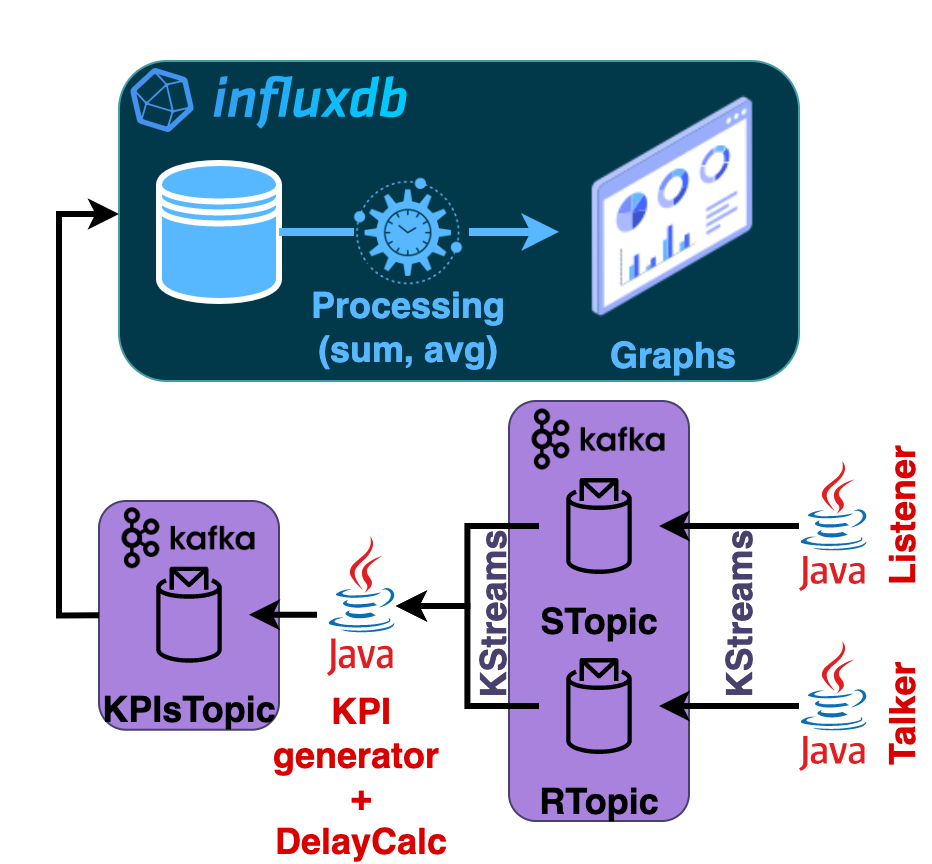 influxdb
Processing
(sum, avg)
Graphs
kafka
STopic
RTopic
KStreams
KStreams
Java
Listener
Java
Talker
kafka
KPIsTopic
Java
KPI
generator
+
DelayCalc